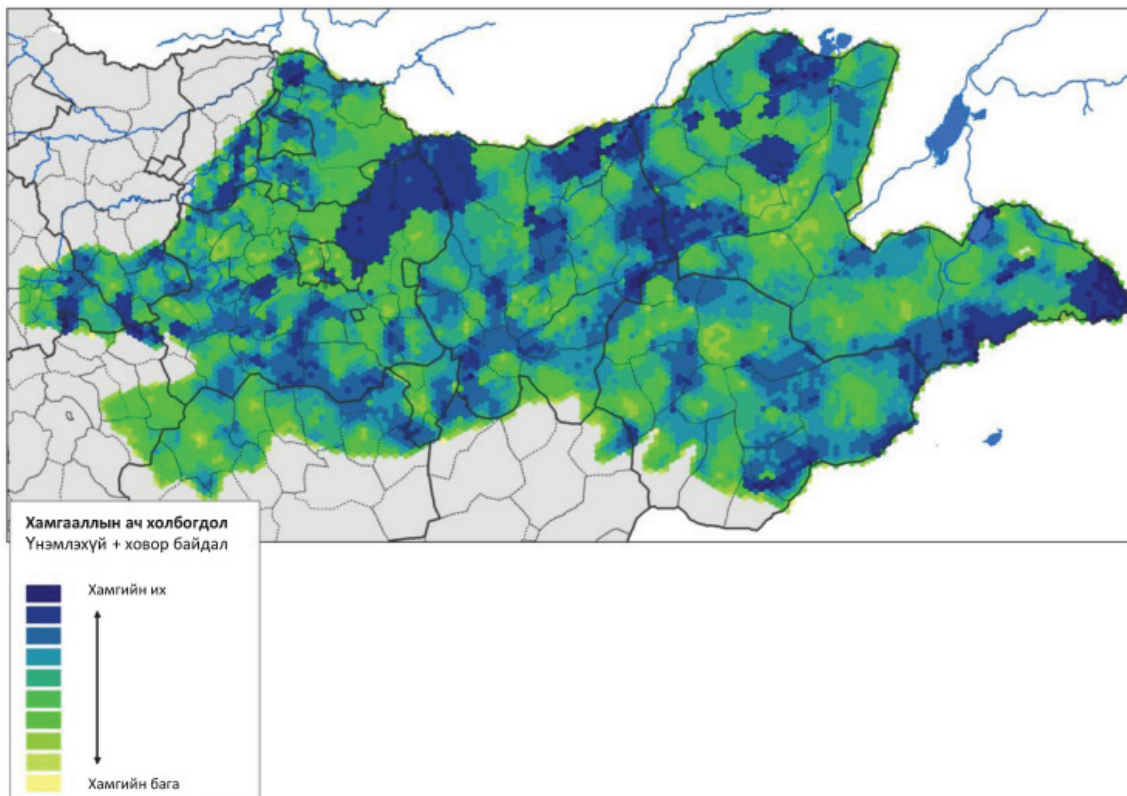 Хамгааллын ач холбогдол
Үнэмлэхүй + ховор байдал
Хамгийн их
Хамгийн бага